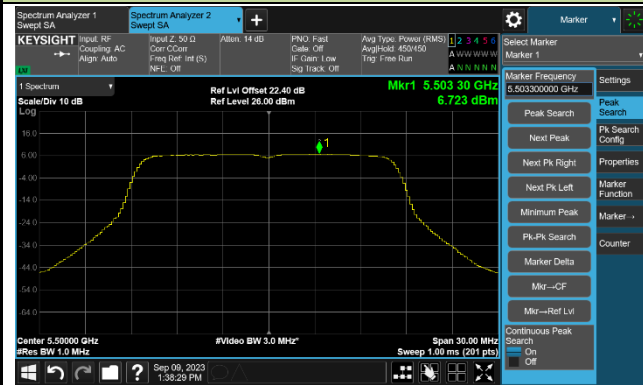 Spectrum Analyzer 1
Swept SA
Spectrum Analyzer 2
Swept SA
+
Marker
KEYSIGHT
Input: RF
Coupling: AC
Align: Auto
Input Z: 50 Ω
Corr CCorr
Freq Ref: Int (S)
NFE: Off
Atten: 14 dB
PNO: Fast
Gate: Off
IF Gain: Low
Sig Track: Off
Avg Type: Power (RMS)
Avg|Hold: 450/450
Trig: Free Run
1 2 3 4 5 6
A W W W W W
A N N N N N
Select Marker
Marker 1
1 Spectrum
Scale/Div 10 dB
Log
Ref Lvl Offset 22.40 dB
Ref Level 26.00 dBm
Mkr1 5.503 30 GHz
6.723 dBm
16.0
6.00
-4.00
-14.0
-24.0
-34.0
-44.0
-54.0
-64.0
1
Center 5.50000 GHz
#Res BW 1.0 MHz
#Video BW 3.0 MHz*
Span 30.00 MHz
Sweep 1.00 ms (201 pts)
Marker Frequency
5.503300000 GHz
Peak Search
Next Peak
Next Pk Right
Next Pk Left
Minimum Peak
Pk-Pk Search
Marker Delta
Mkr→CF
Mkr→Ref Lvl
Continuous Peak
Search
On
Off
Settings
Peak
Search
Pk Search
Config
Properties
Marker
Function
Marker→
Counter
Sep 09, 2023
1:38:29 PM